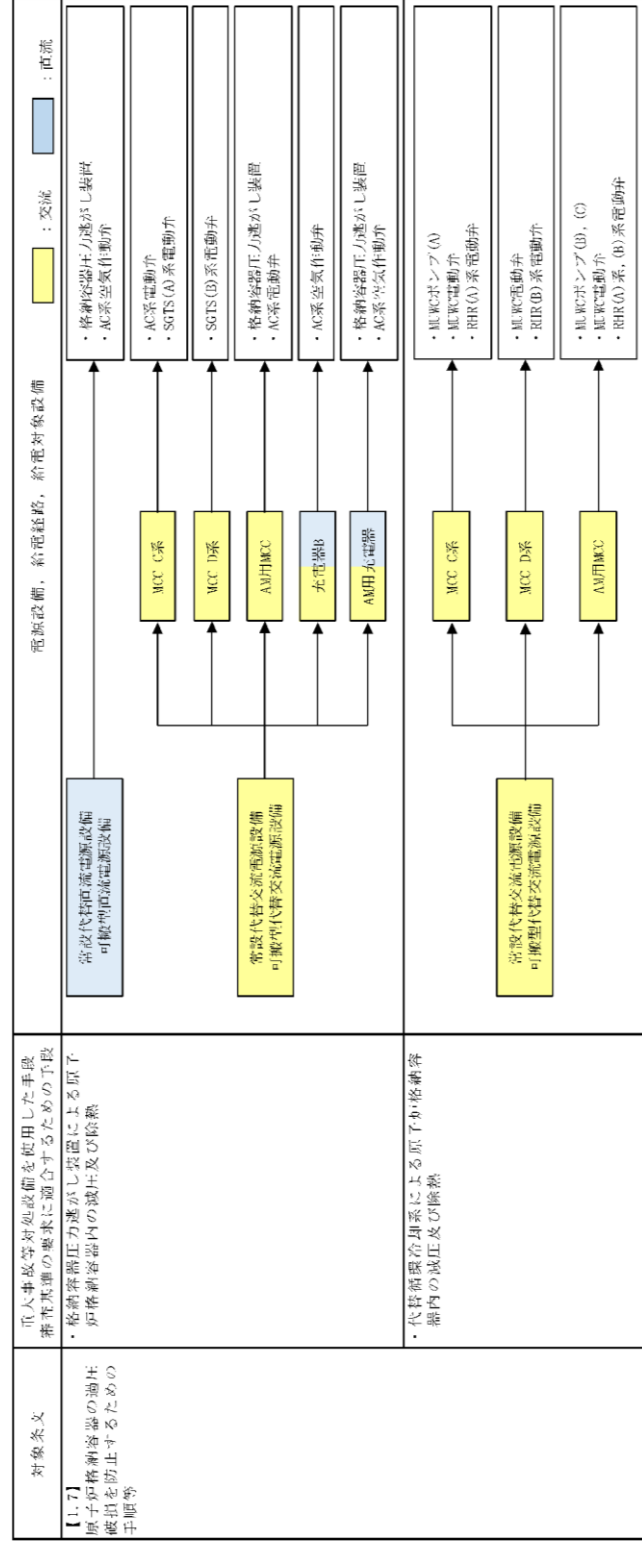 対象条文
重大事故等対処設備を使用した手段
審査基準の要求に適合するための手段
電源設備，給電経路，給電対象設備
：交流
：直流
【1.7】
原子炉格納容器の過圧
破損を防止するための
手順等
・格納容器圧力逃がし装置による原子
炉格納容器内の減圧及び除熱
常設代替直流電源設備
可搬型直流電源設備
・格納容器圧力逃がし装置
・AC系空気作動弁
常設代替交流電源設備
可搬型代替交流電源設備
MCC C系
・AC系電動弁
・SGTS(A)系電動弁
MCC D系
・SGTS(B)系電動弁
AM用MCC
・格納容器圧力逃がし装置
・AC系電動弁
充電器B
・AC系空気作動弁
AM用充電器
・格納容器圧力逃がし装置
・AC系空気作動弁
・代替循環冷却系による原子炉格納容
器内の減圧及び除熱
常設代替交流電源設備
可搬型代替交流電源設備
MCC C系
・MUWCポンプ(A)
・MUWC電動弁
・RHR(A)系電動弁
MCC D系
・MUWC電動弁
・RHR(B)系電動弁
AM用MCC
・MUWCポンプ(B)，(C)
・MUWC電動弁
・RHR(A)系，(B)系電動弁